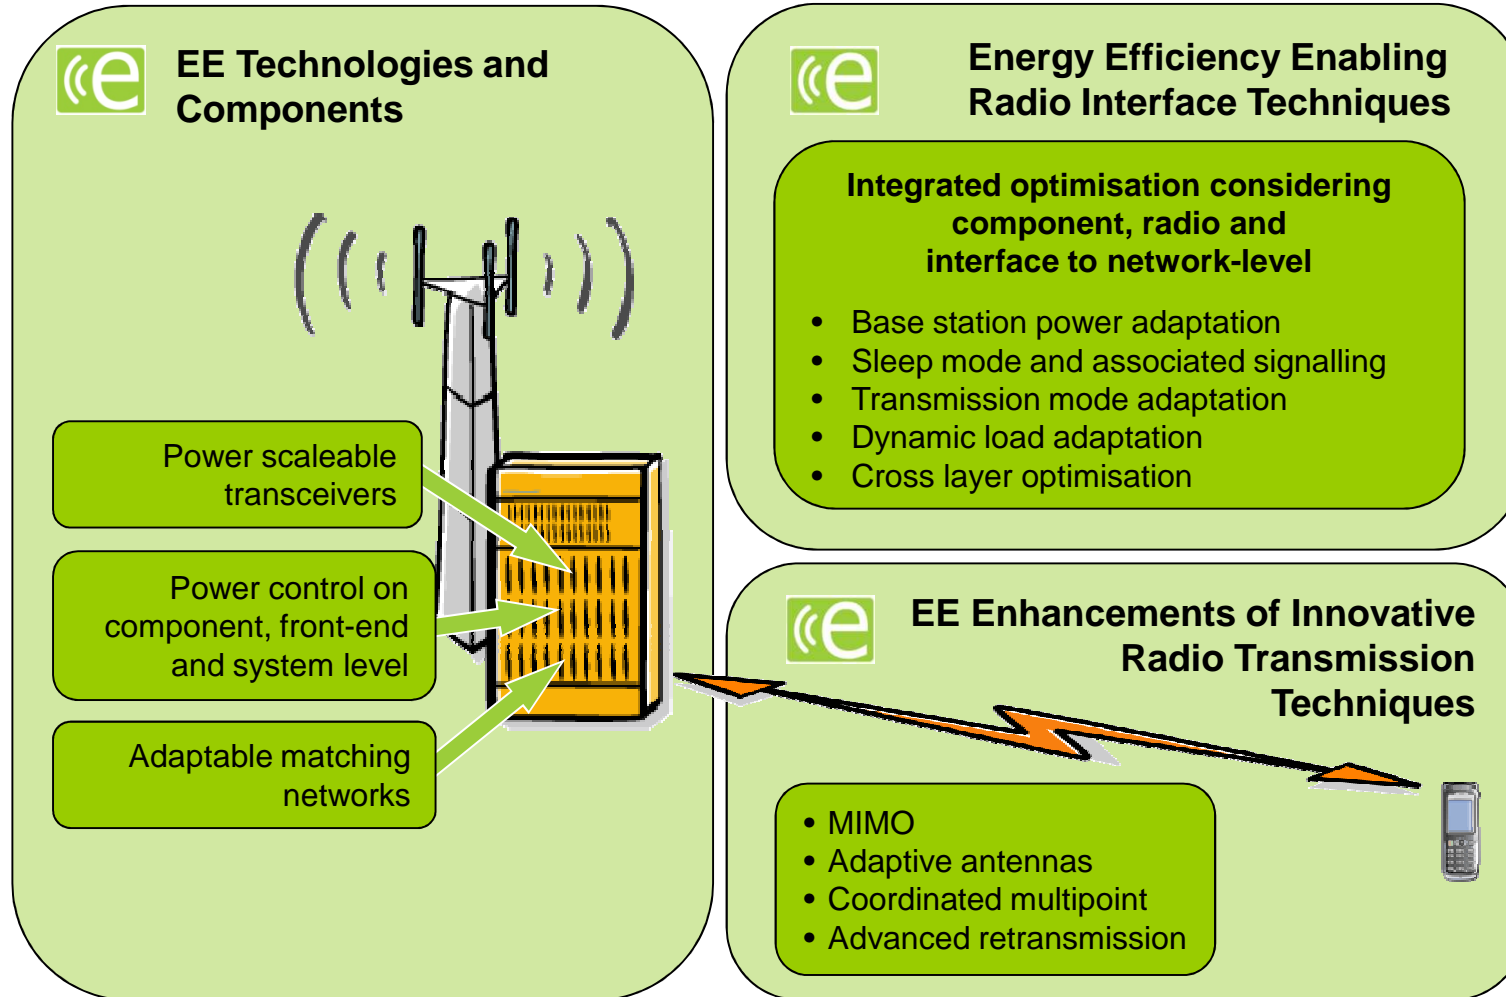 EE Technologies and
Components
Power scaleable
transceivers
Power control on
component, front-end
and system level
Adaptable matching
networks
Energy Efficiency Enabling
Radio Interface Techniques
Integrated optimisation considering
component, radio and
interface to network-level
• Base station power adaptation
• Sleep mode and associated signalling
• Transmission mode adaptation
• Dynamic load adaptation
• Cross layer optimisation
EE Enhancements of Innovative
Radio Transmission
Techniques
• MIMO
• Adaptive antennas
• Coordinated multipoint
• Advanced retransmission